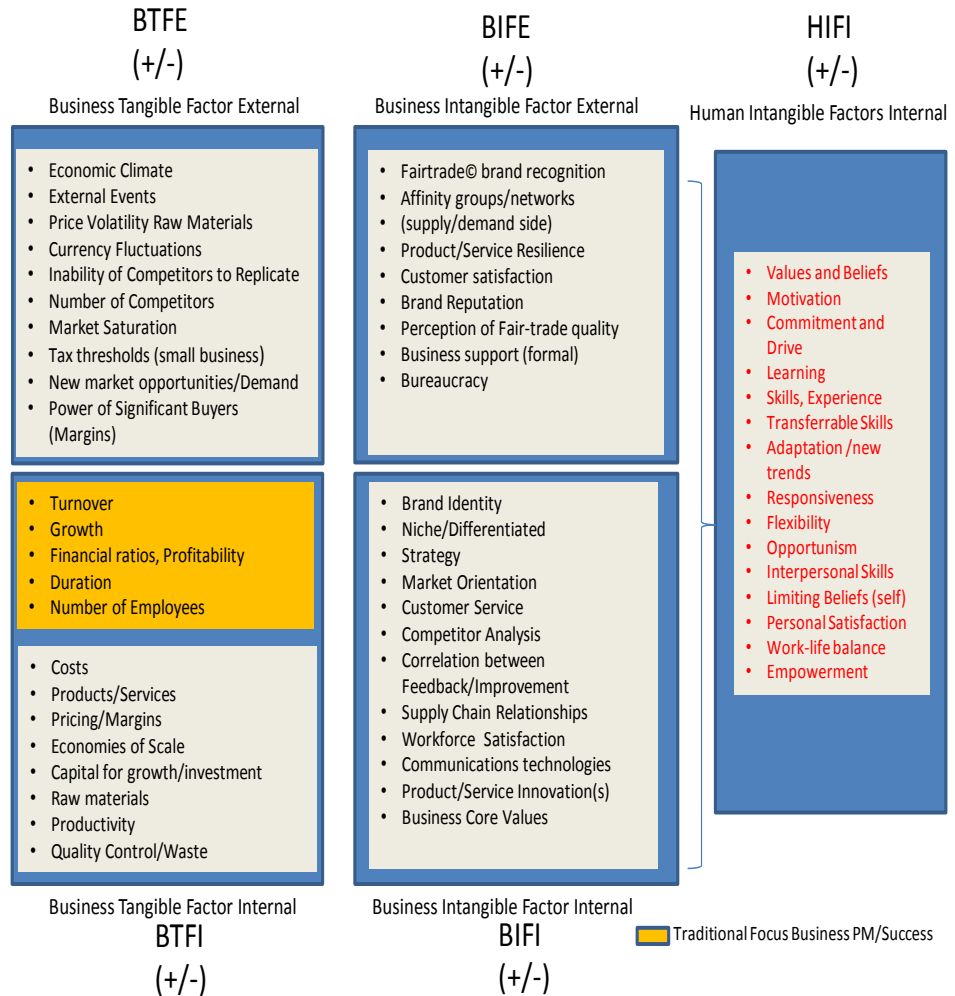 BTFE
(+/-)
Business Tangible Factor External
• Economic Climate
• External Events
• Price Volatility Raw Materials
• Currency Fluctuations
• Inability of Competitors to Replicate
• Number of Competitors
• Market Saturation
• Tax thresholds (small business)
• New market opportunities/Demand
• Power of Significant Buyers
(Margins)
• Turnover
• Growth
• Financial ratios, Profitability
• Duration
• Number of Employees
• Costs
• Products/Services
• Pricing/Margins
• Economies of Scale
• Capital for growth/investment
• Raw materials
• Productivity
• Quality Control/Waste
Business Tangible Factor Internal
BTFI
(+/-)
BIFE
(+/-)
Business Intangible Factor External
• Fairtrade© brand recognition
• Affinity groups/networks
• (supply/demand side)
• Product/Service Resilience
• Customer satisfaction
• Brand Reputation
• Perception of Fair-trade quality
• Business support (formal)
• Bureaucracy
• Brand Identity
• Niche/Differentiated
• Strategy
• Market Orientation
• Customer Service
• Competitor Analysis
• Correlation between
Feedback/Improvement
• Supply Chain Relationships
• Workforce Satisfaction
• Communications technologies
• Product/Service Innovation(s)
• Business Core Values
Business Intangible Factor Internal
BIFI
(+/-)
HIFI
(+/-)
Human Intangible Factors Internal
• Values and Beliefs
• Motivation
• Commitment and
Drive
• Learning
• Skills, Experience
• Transferrable Skills
• Adaptation /new
trends
• Responsiveness
• Flexibility
• Opportunism
• Interpersonal Skills
• Limiting Beliefs (self)
• Personal Satisfaction
• Work-life balance
• Empowerment
Traditional Focus Business PM/Success